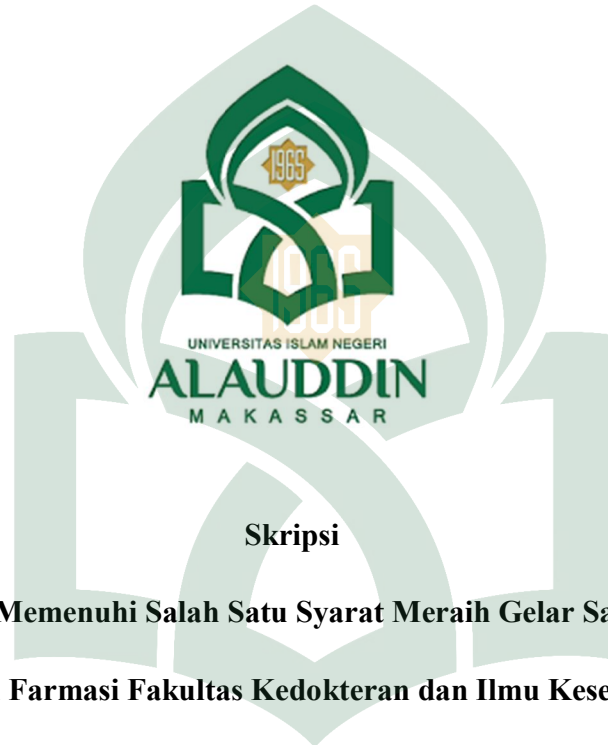 1965
UNIVERSITAS ISLAM NEGERI
ALAUDDIN
MAKASSAR
1965
Skripsi
Memenuhi Salah Satu Syarat Meraih Gelar Sa
Farmasi Fakultas Kedokteran dan Ilmu Kese